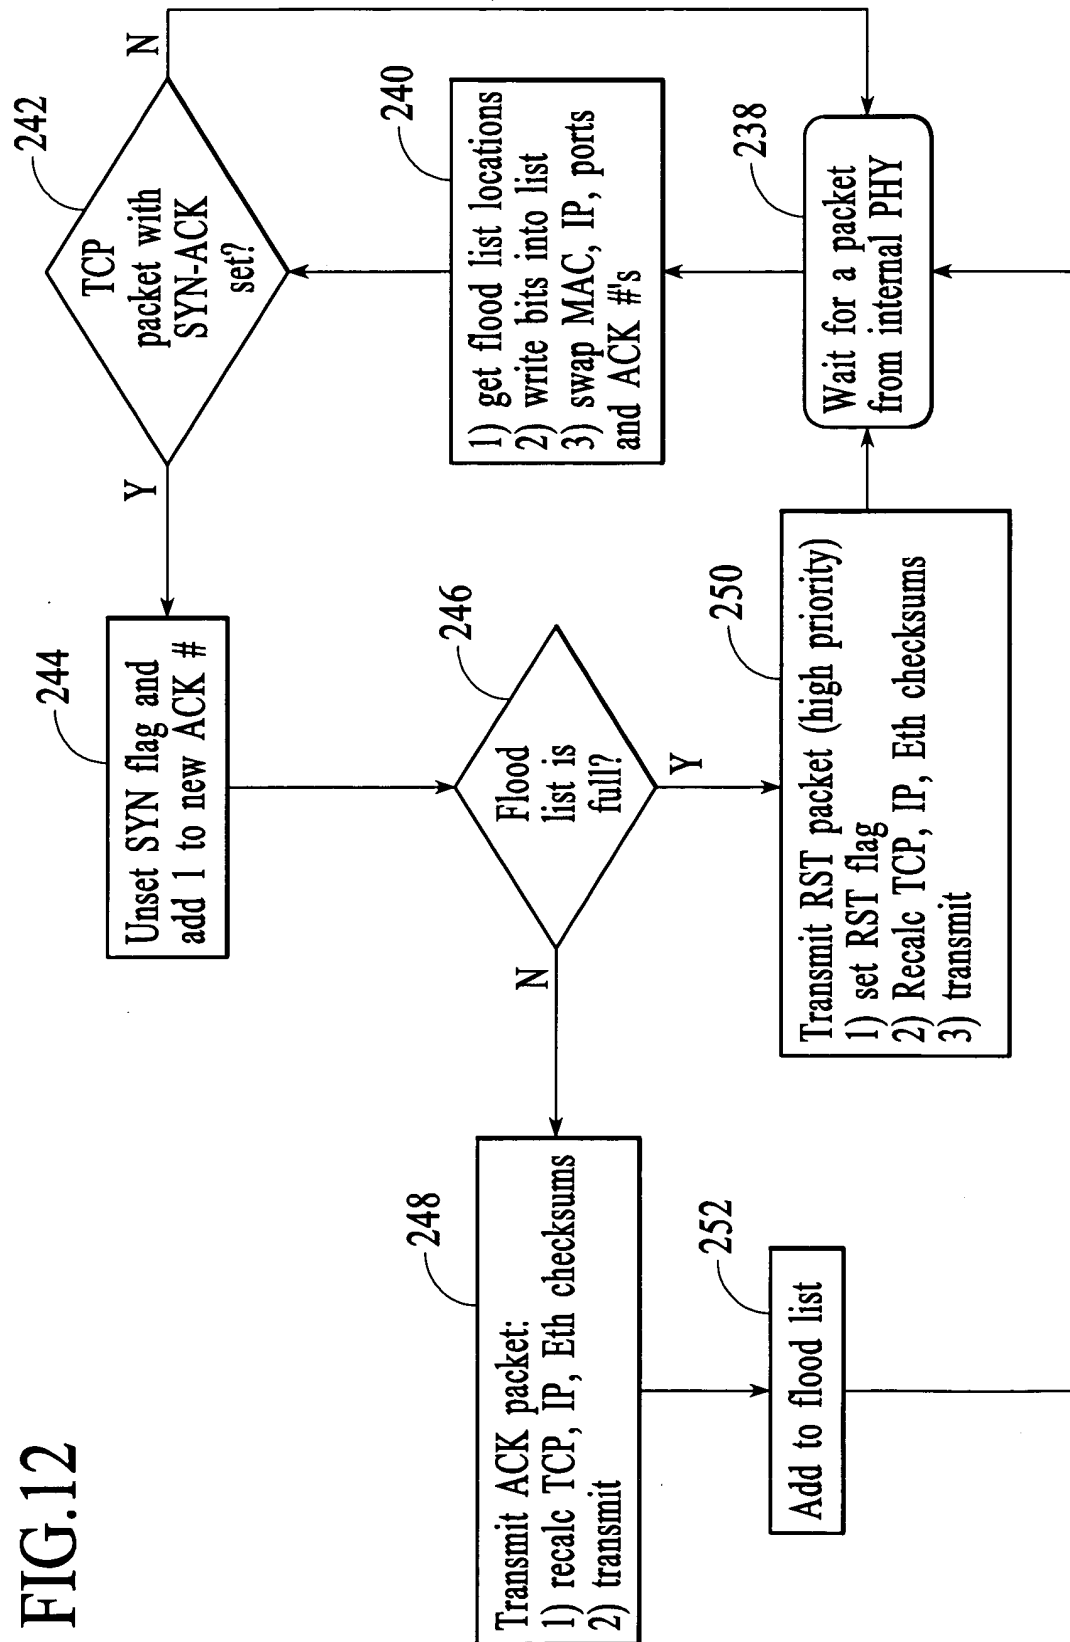 FIG.12
242
TCP
packet with
SYN-ACK
set?
N
Y
240
1) get flood list locations
2) write bits into list
3) swap MAC, IP, ports
and ACK #'s
238
Wait for a packet
from internal PHY
244
Unset SYN flag and
add 1 to new ACK #
246
Flood
list is
full?
N
Y
250
Transmit RST packet (high priority)
1) set RST flag
2) Recalc TCP, IP, Eth checksums
3) transmit
248
Transmit ACK packet:
1) recalc TCP, IP, Eth checksums
2) transmit
252
Add to flood list